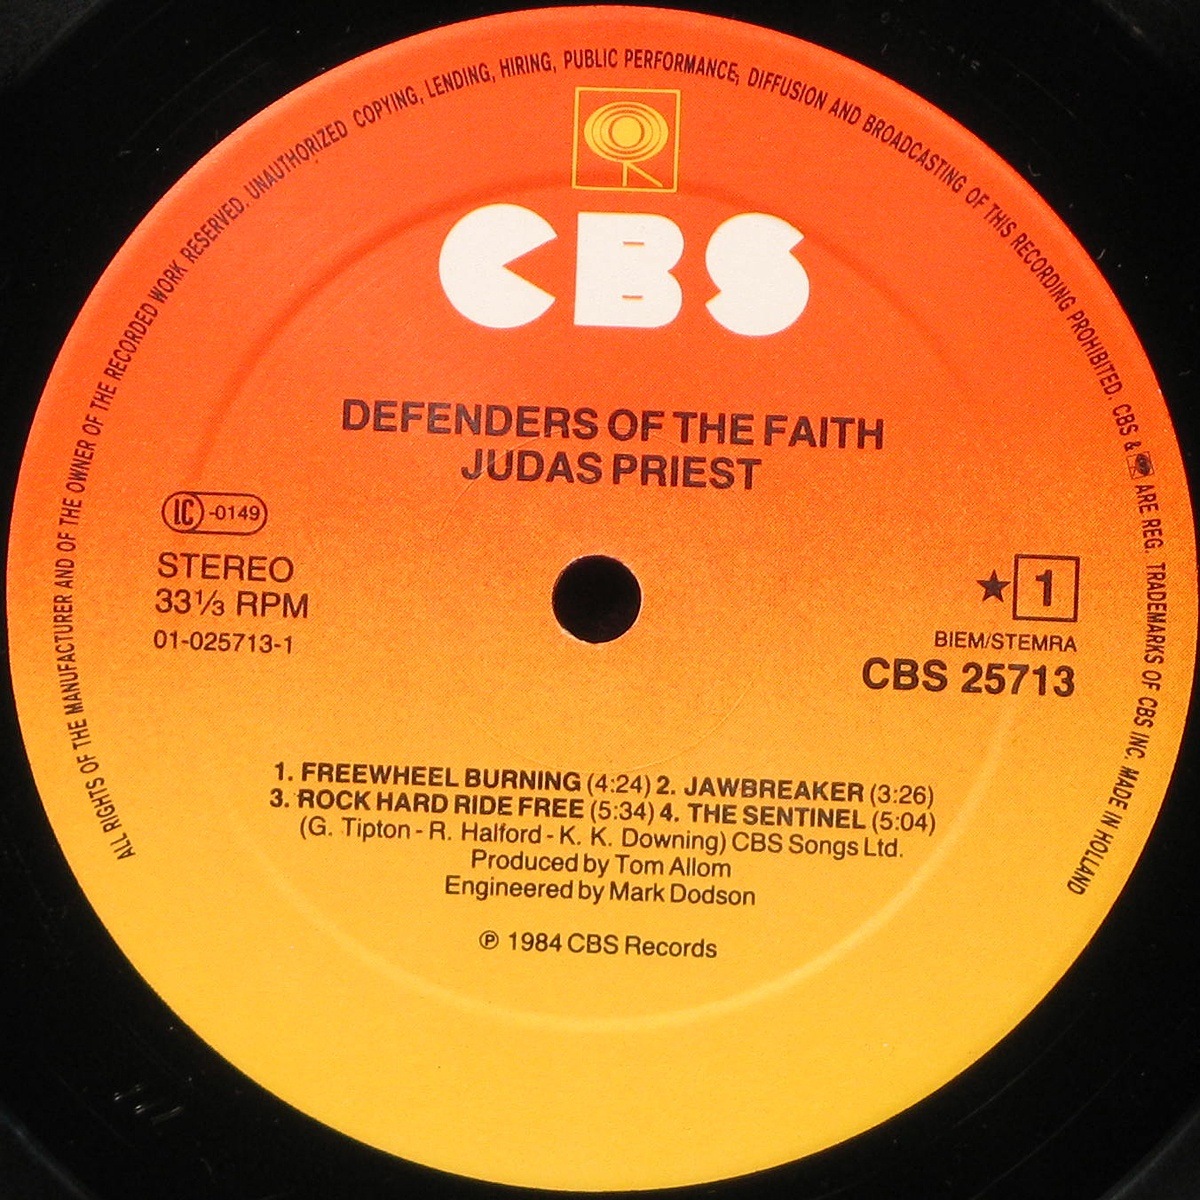 ALL RIGHTS OF THE MANUFACTURER AND OF THE OWNER OF THE RECORDED WORK RESERVED. UNAUTHORIZED COPYING, LENDING, HIRING, PUBLIC PERFORMANCE, DIFFUSION AND BROADCASTING OF THIS RECORDING PROHIBITED. CBS & ARE REG. TRADEMARKS OF CBS INC. MADE IN HOLLAND
CBS
DEFENDERS OF THE FAITH
JUDAS PRIEST
LC-0149
STEREO
33⅓ RPM
01-025713-1
★ 1
BIEM/STEMRA
CBS 25713
1. FREEWHEEL BURNING (4:24) 2. JAWBREAKER (3:26)
3. ROCK HARD RIDE FREE (5:34) 4. THE SENTINEL (5:04)
(G. Tipton - R. Halford - K. K. Downing) CBS Songs Ltd.
Produced by Tom Allom
Engineered by Mark Dodson
℗ 1984 CBS Records